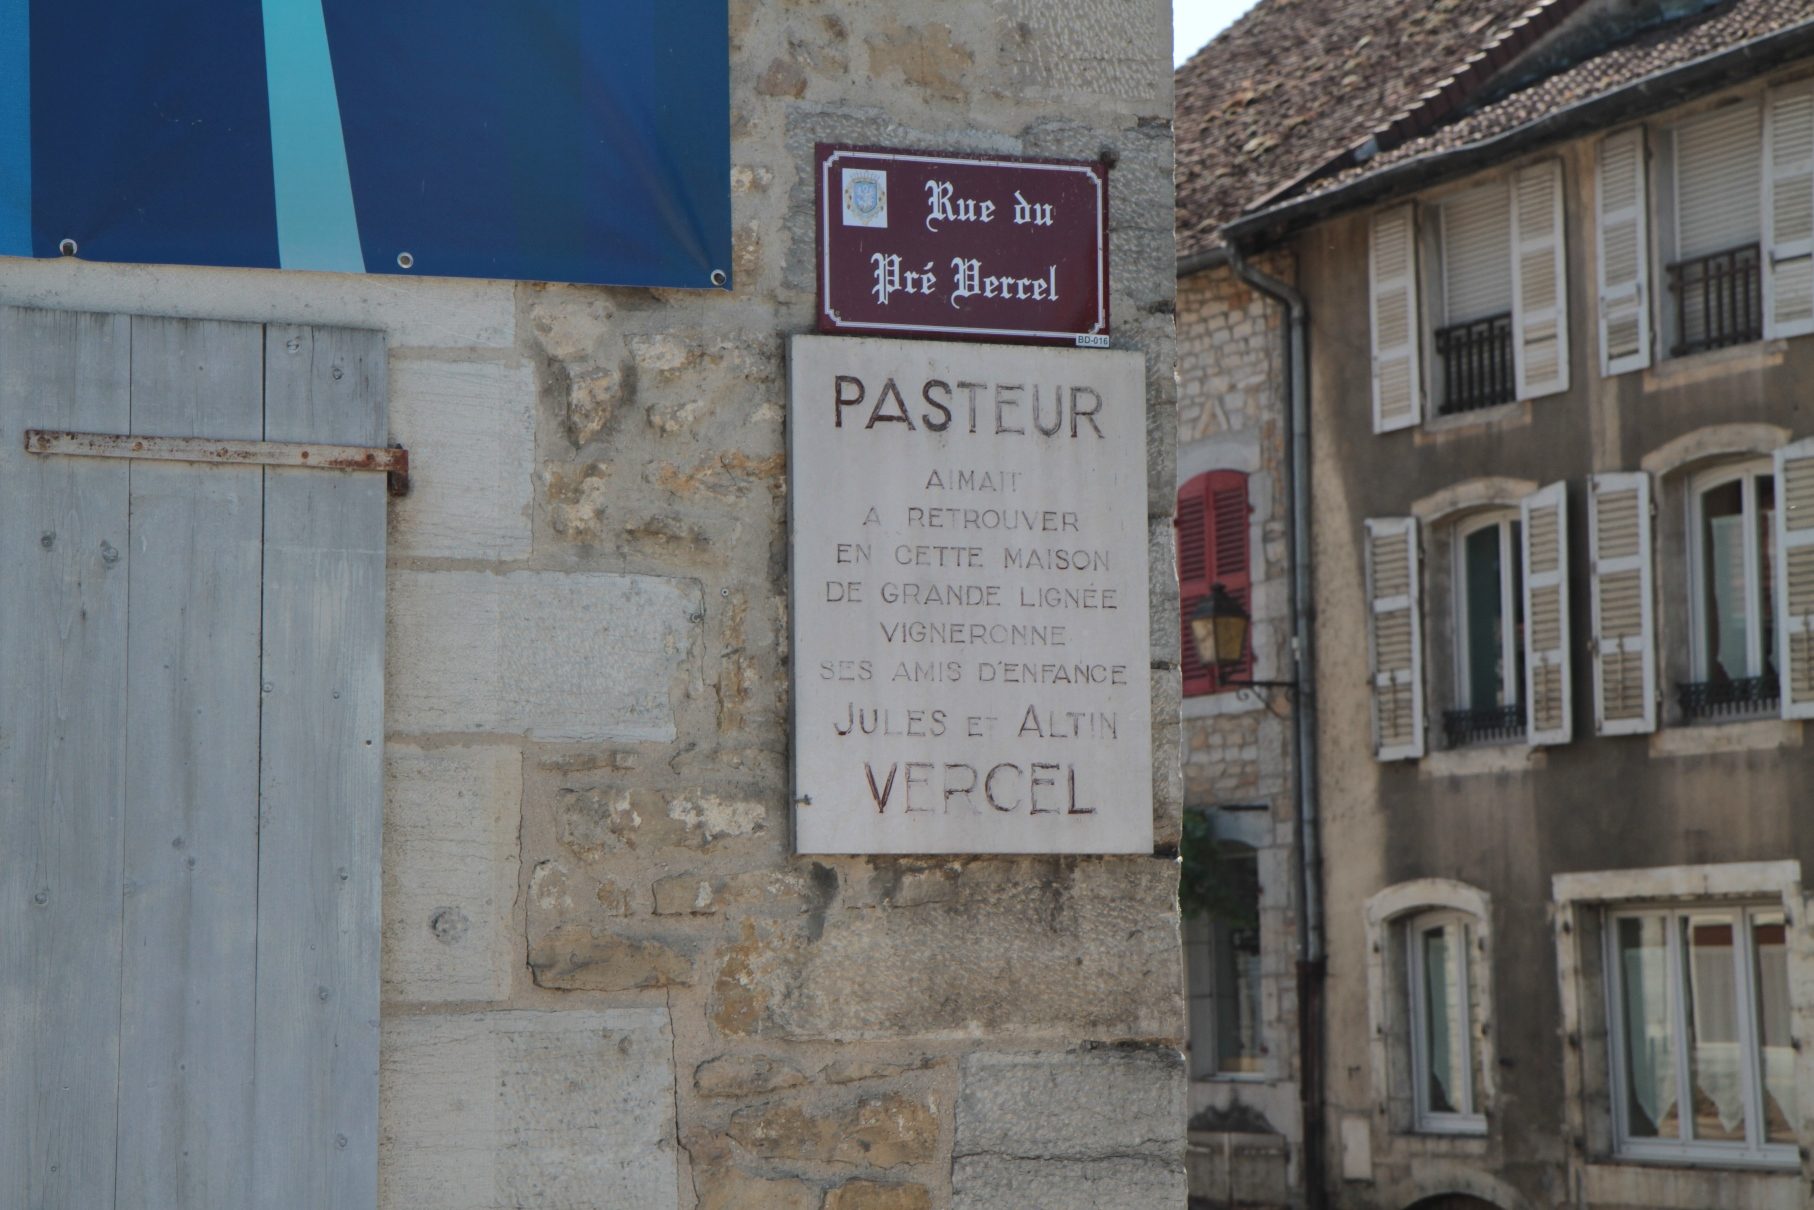 Rue du
Pré Vercel
BD-016
PASTEUR
AIMAIT
A RETROUVER
EN CETTE MAISON
DE GRANDE LIGNÉE
VIGNERONNE
SES AMIS D'ENFANCE
JULES ET ALTIN
VERCEL